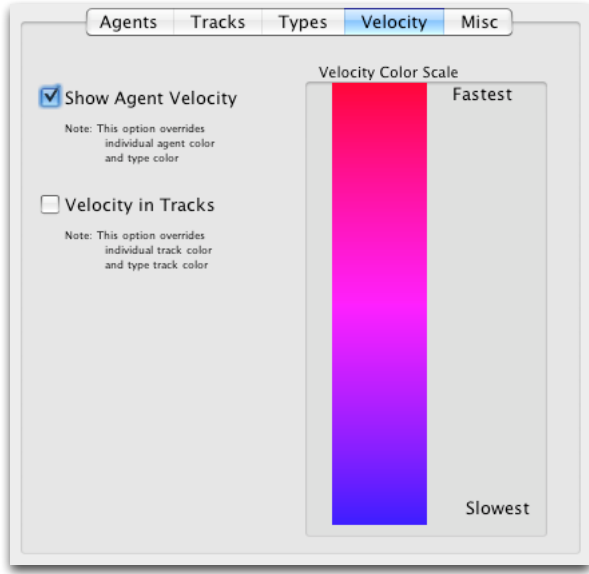 Agents Tracks Types Velocity Misc
Show Agent Velocity
Note: This option overrides
individual agent color
and type color
Velocity in Tracks
Note: This option overrides
individual track color
and type track color
Velocity Color Scale
Fastest
Slowest